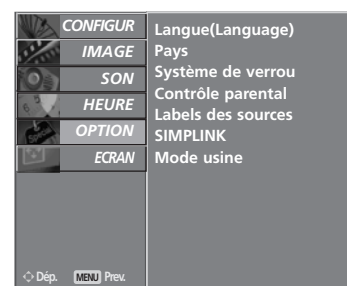 CONFIGUR
IMAGE
SON
HEURE
OPTION
ECRAN
Langue(Language)
Pays
Système de verrou
Contrôle parental
Labels des sources
SIMPLINK
Mode usine
Dép. MENU Prev.